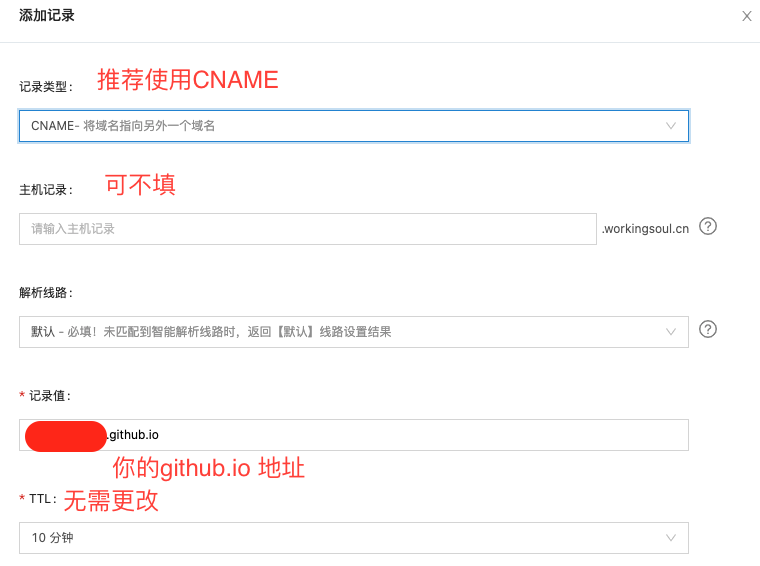 添加记录
记录类型： 推荐使用CNAME
CNAME- 将域名指向另外一个域名
主机记录： 可不填
请输入主机记录 .workingsoul.cn ?
解析线路：
默认 - 必填！未匹配到智能解析线路时，返回【默认】线路设置结果 ?
* 记录值：
.github.io
你的github.io 地址
* TTL： 无需更改
10 分钟